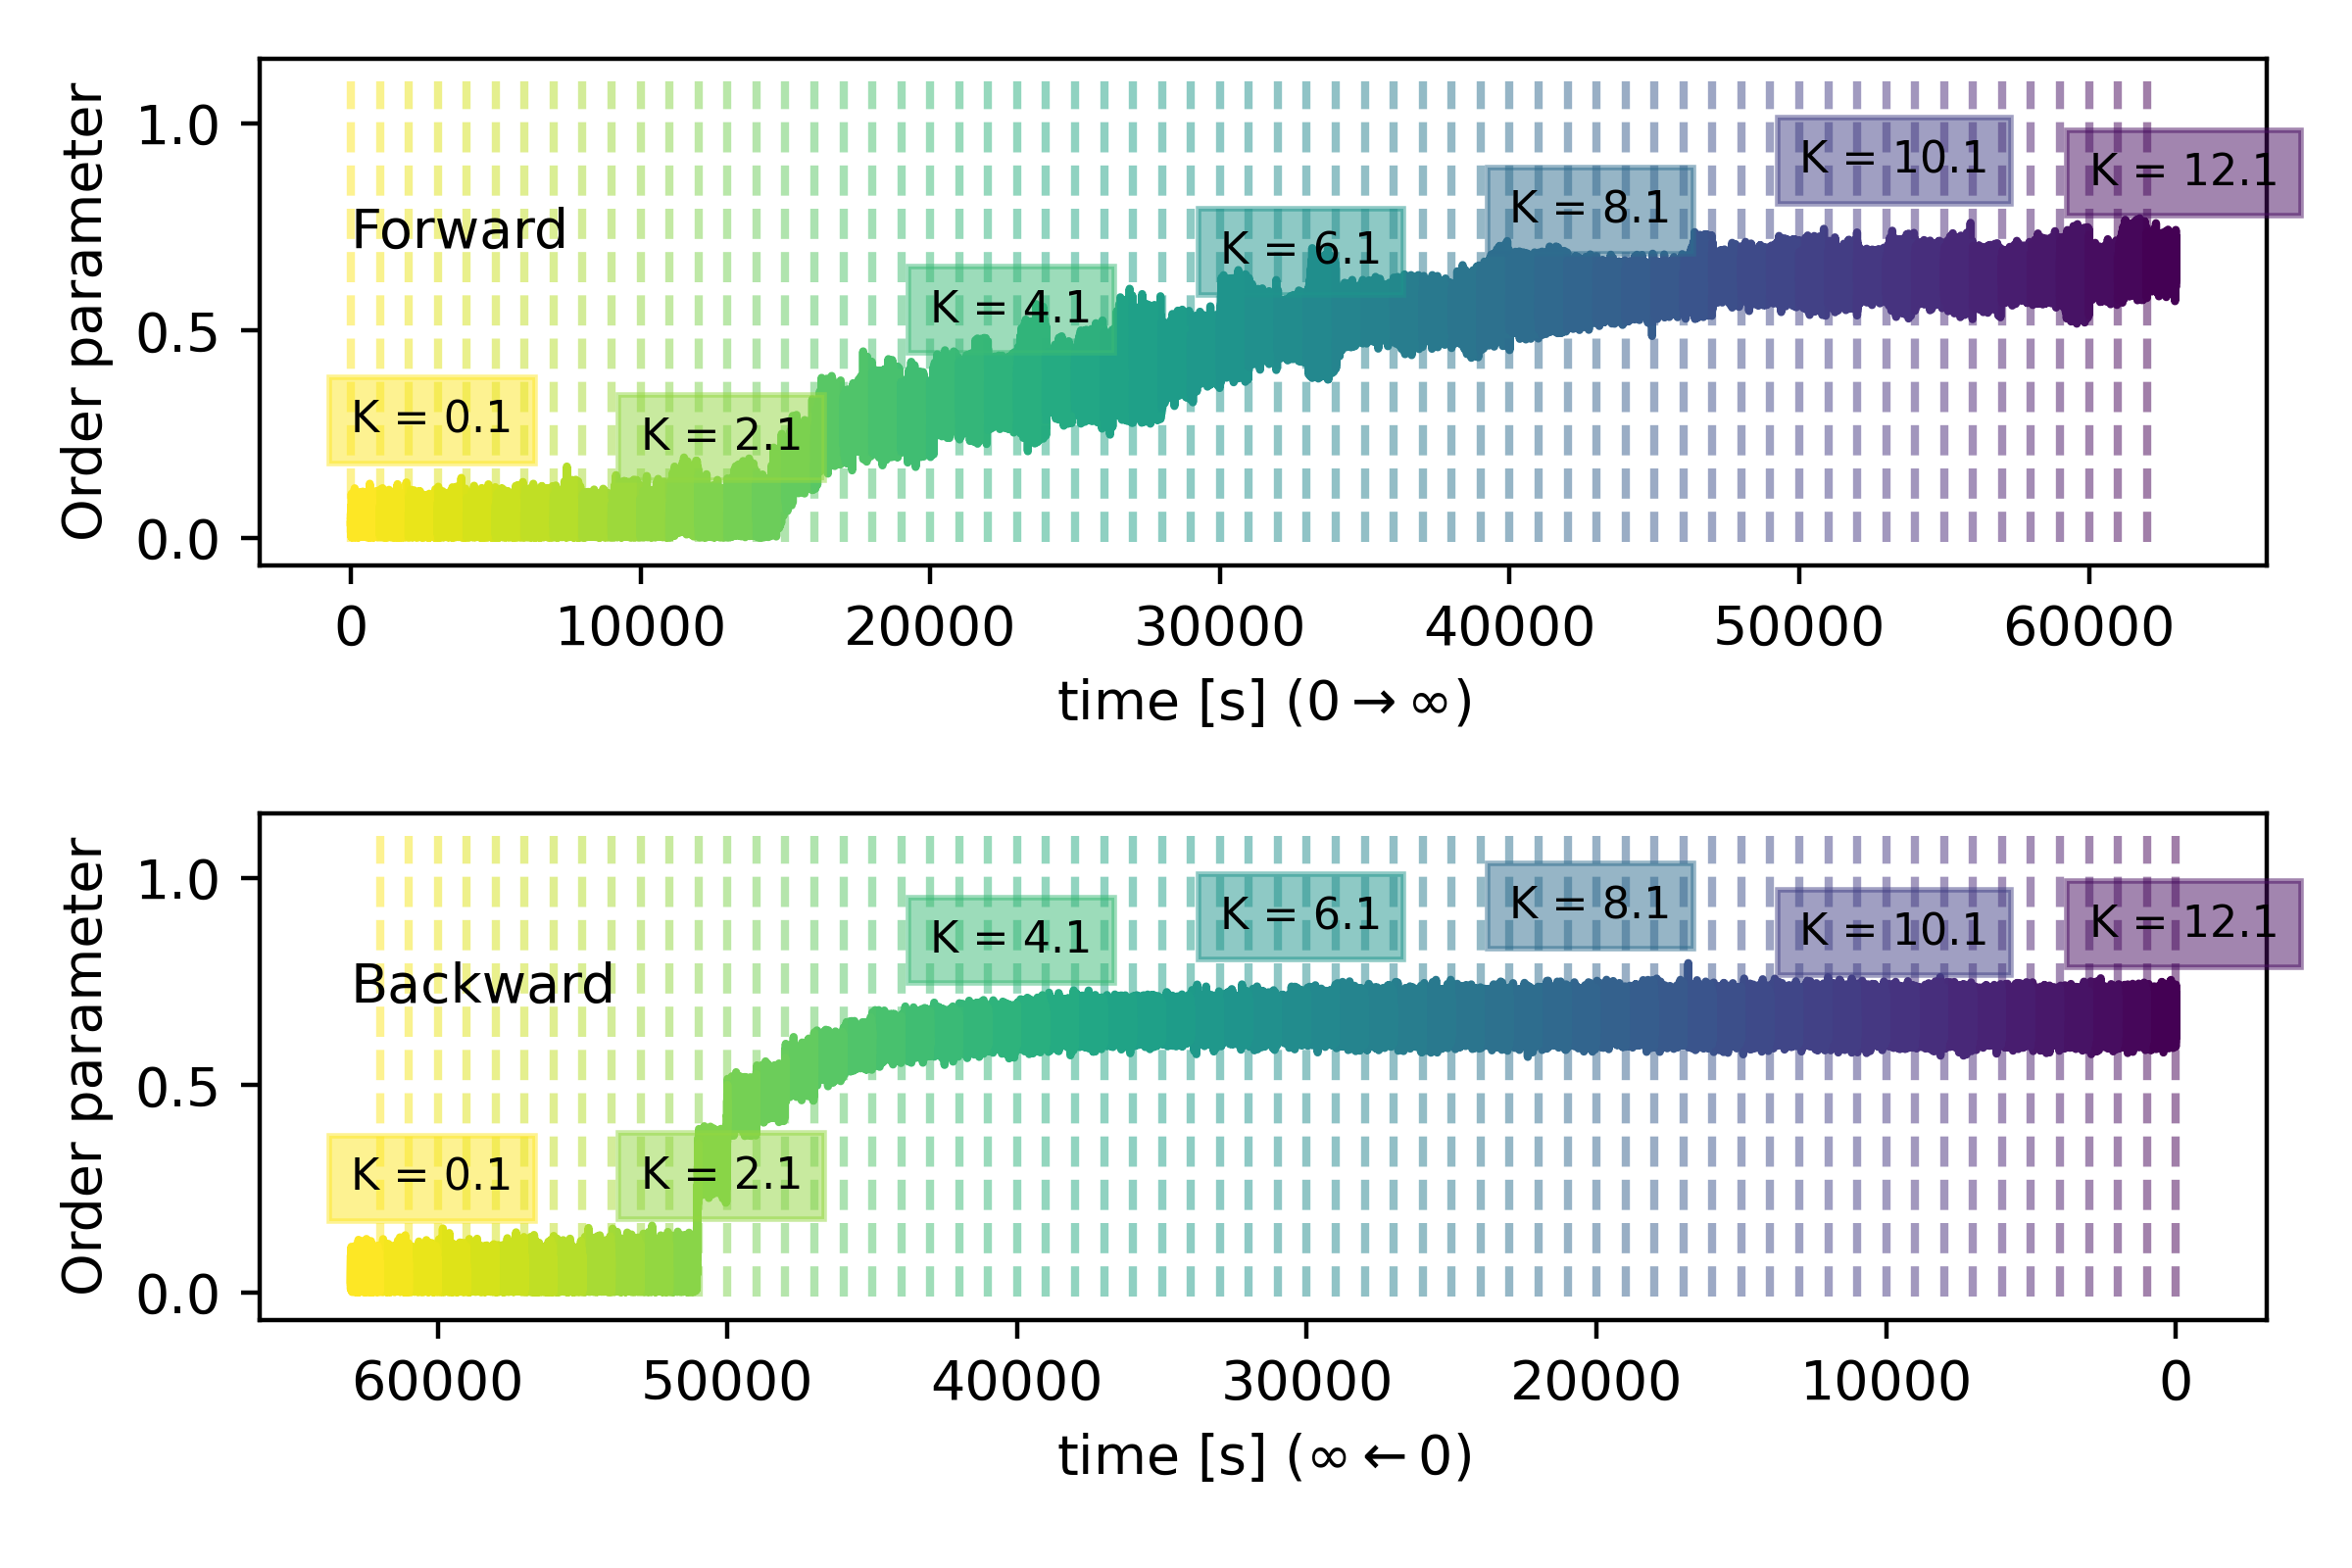 Order parameter
1.0
0.5
0.0
Forward
K = 0.1
K = 2.1
K = 4.1
K = 6.1
K = 8.1
K = 10.1
K = 12.1
0 10000 20000 30000 40000 50000 60000
time [s] (0 → ∞)
Order parameter
1.0
0.5
0.0
Backward
K = 0.1
K = 2.1
K = 4.1
K = 6.1
K = 8.1
K = 10.1
K = 12.1
60000 50000 40000 30000 20000 10000 0
time [s] (∞ ← 0)